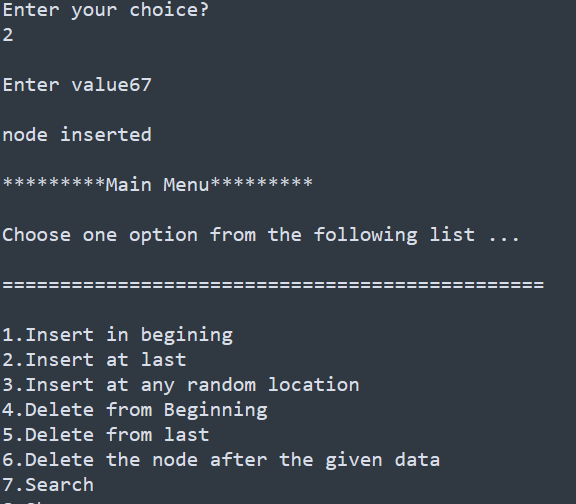 Enter your choice?
2
Enter value67
node inserted
*********Main Menu*********
Choose one option from the following list ...
===============================================
1.Insert in begining
2.Insert at last
3.Insert at any random location
4.Delete from Beginning
5.Delete from last
6.Delete the node after the given data
7.Search